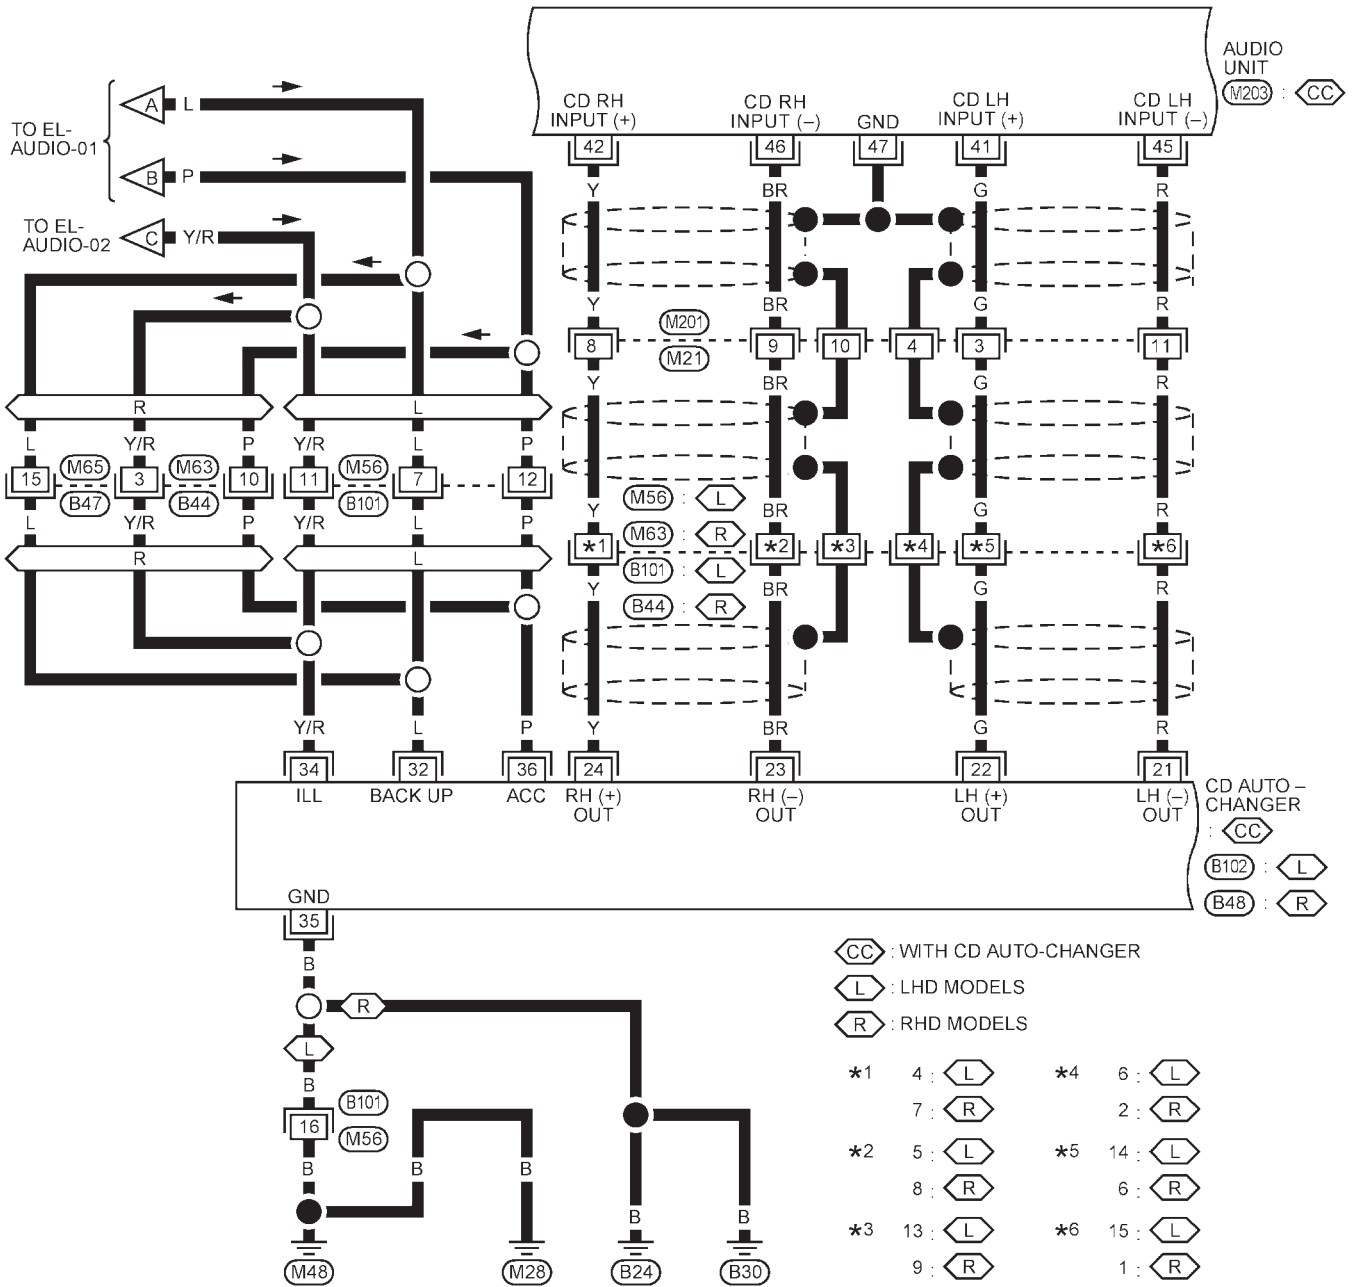 AUDIO
UNIT
M203 : CC
CD RH
INPUT (+)
CD RH
INPUT (–)
GND
CD LH
INPUT (+)
CD LH
INPUT (–)
42 46 47 41 45
TO EL-
AUDIO-01
A L
B P
TO EL-
AUDIO-02
C Y/R
Y BR G R
Y BR G R
M201
8 9 10 4 3 11
M21
Y BR G R
R L
L Y/R P Y/R L P
15 M65 3 M63 10 11 M56 7 12
B47 B44 B101
L Y/R P Y/R L P
R L
M56 : L
M63 : R
B101 : L
B44 : R
Y BR G R
*1 *2 *3 *4 *5 *6
Y BR G R
Y/R L P Y BR G R
34 32 36 24 23 22 21
ILL BACK UP ACC
RH (+)
OUT
RH (–)
OUT
LH (+)
OUT
LH (–)
OUT
CD AUTO –
CHANGER
: CC
B102 : L
B48 : R
GND
35
B
R
L
B
B101
16
M56
B B B
B B
M48 M28 B24 B30
CC : WITH CD AUTO-CHANGER
L : LHD MODELS
R : RHD MODELS
*1 4 : L *4 6 : L
7 : R 2 : R
*2 5 : L *5 14 : L
8 : R 6 : R
*3 13 : L *6 15 : L
9 : R 1 : R